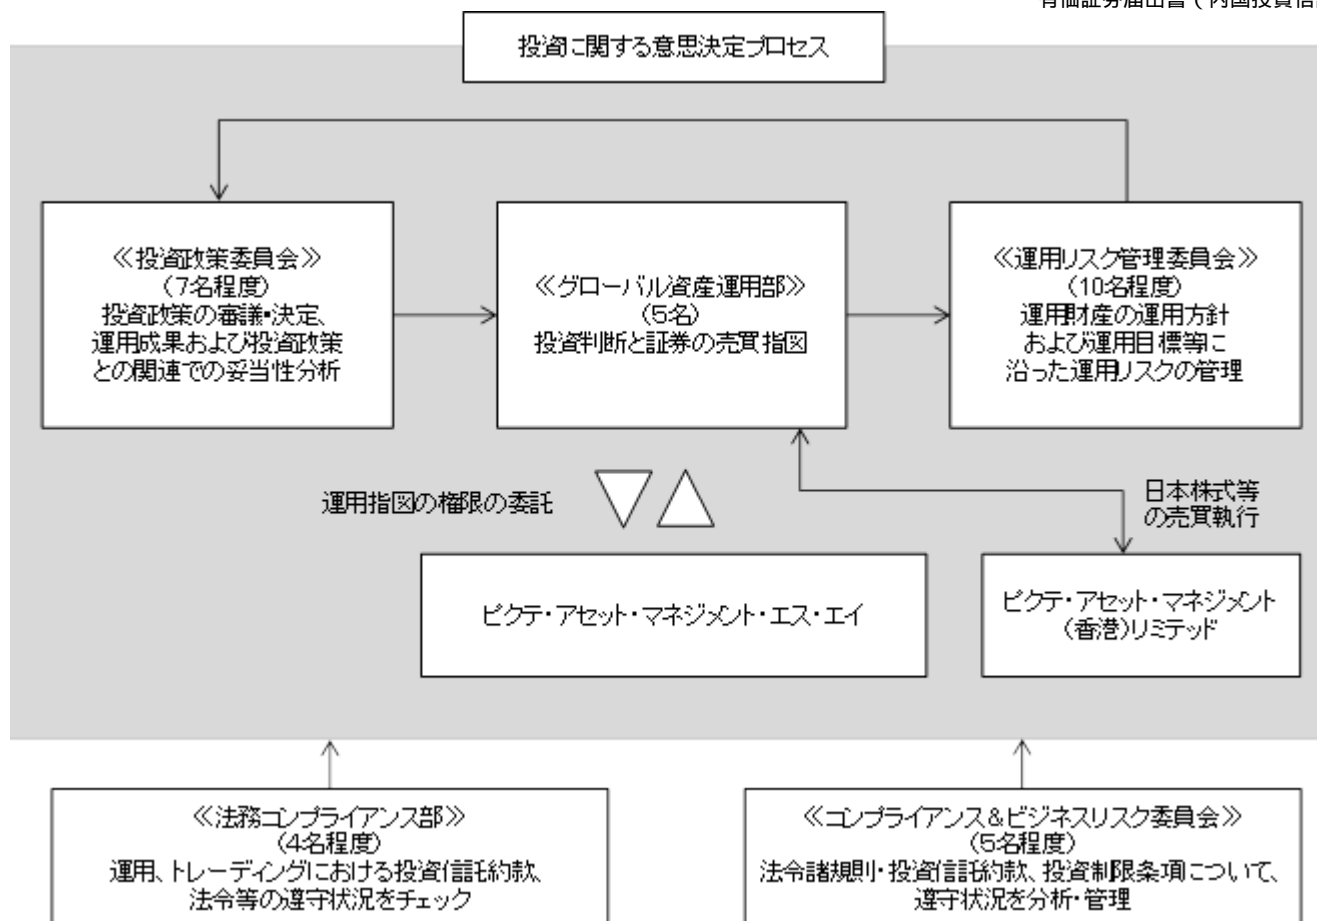 投資に関する意思決定プロセス
≪投資政策委員会≫
(7名程度)
投資政策の審議・決定、
運用成果および投資政策
との関連での妥当性分析
≪グローバル資産運用部≫
(5名)
投資判断と証券の売買指図
≪運用リスク管理委員会≫
(10名程度)
運用財産の運用方針
および運用目標等に
沿った運用リスクの管理
運用指図の権限の委託
日本株式等
の売買執行
ピクテ・アセット・マネジメント・エス・エイ
ピクテ・アセット・マネジメント
(香港)リミテッド
≪法務コンプライアンス部≫
(4名程度)
運用、トレーディングにおける投資信託約款、
法令等の遵守状況をチェック
≪コンプライアンス&ビジネスリスク委員会≫
(5名程度)
法令諸規則・投資信託約款、投資制限条項について、
遵守状況を分析・管理